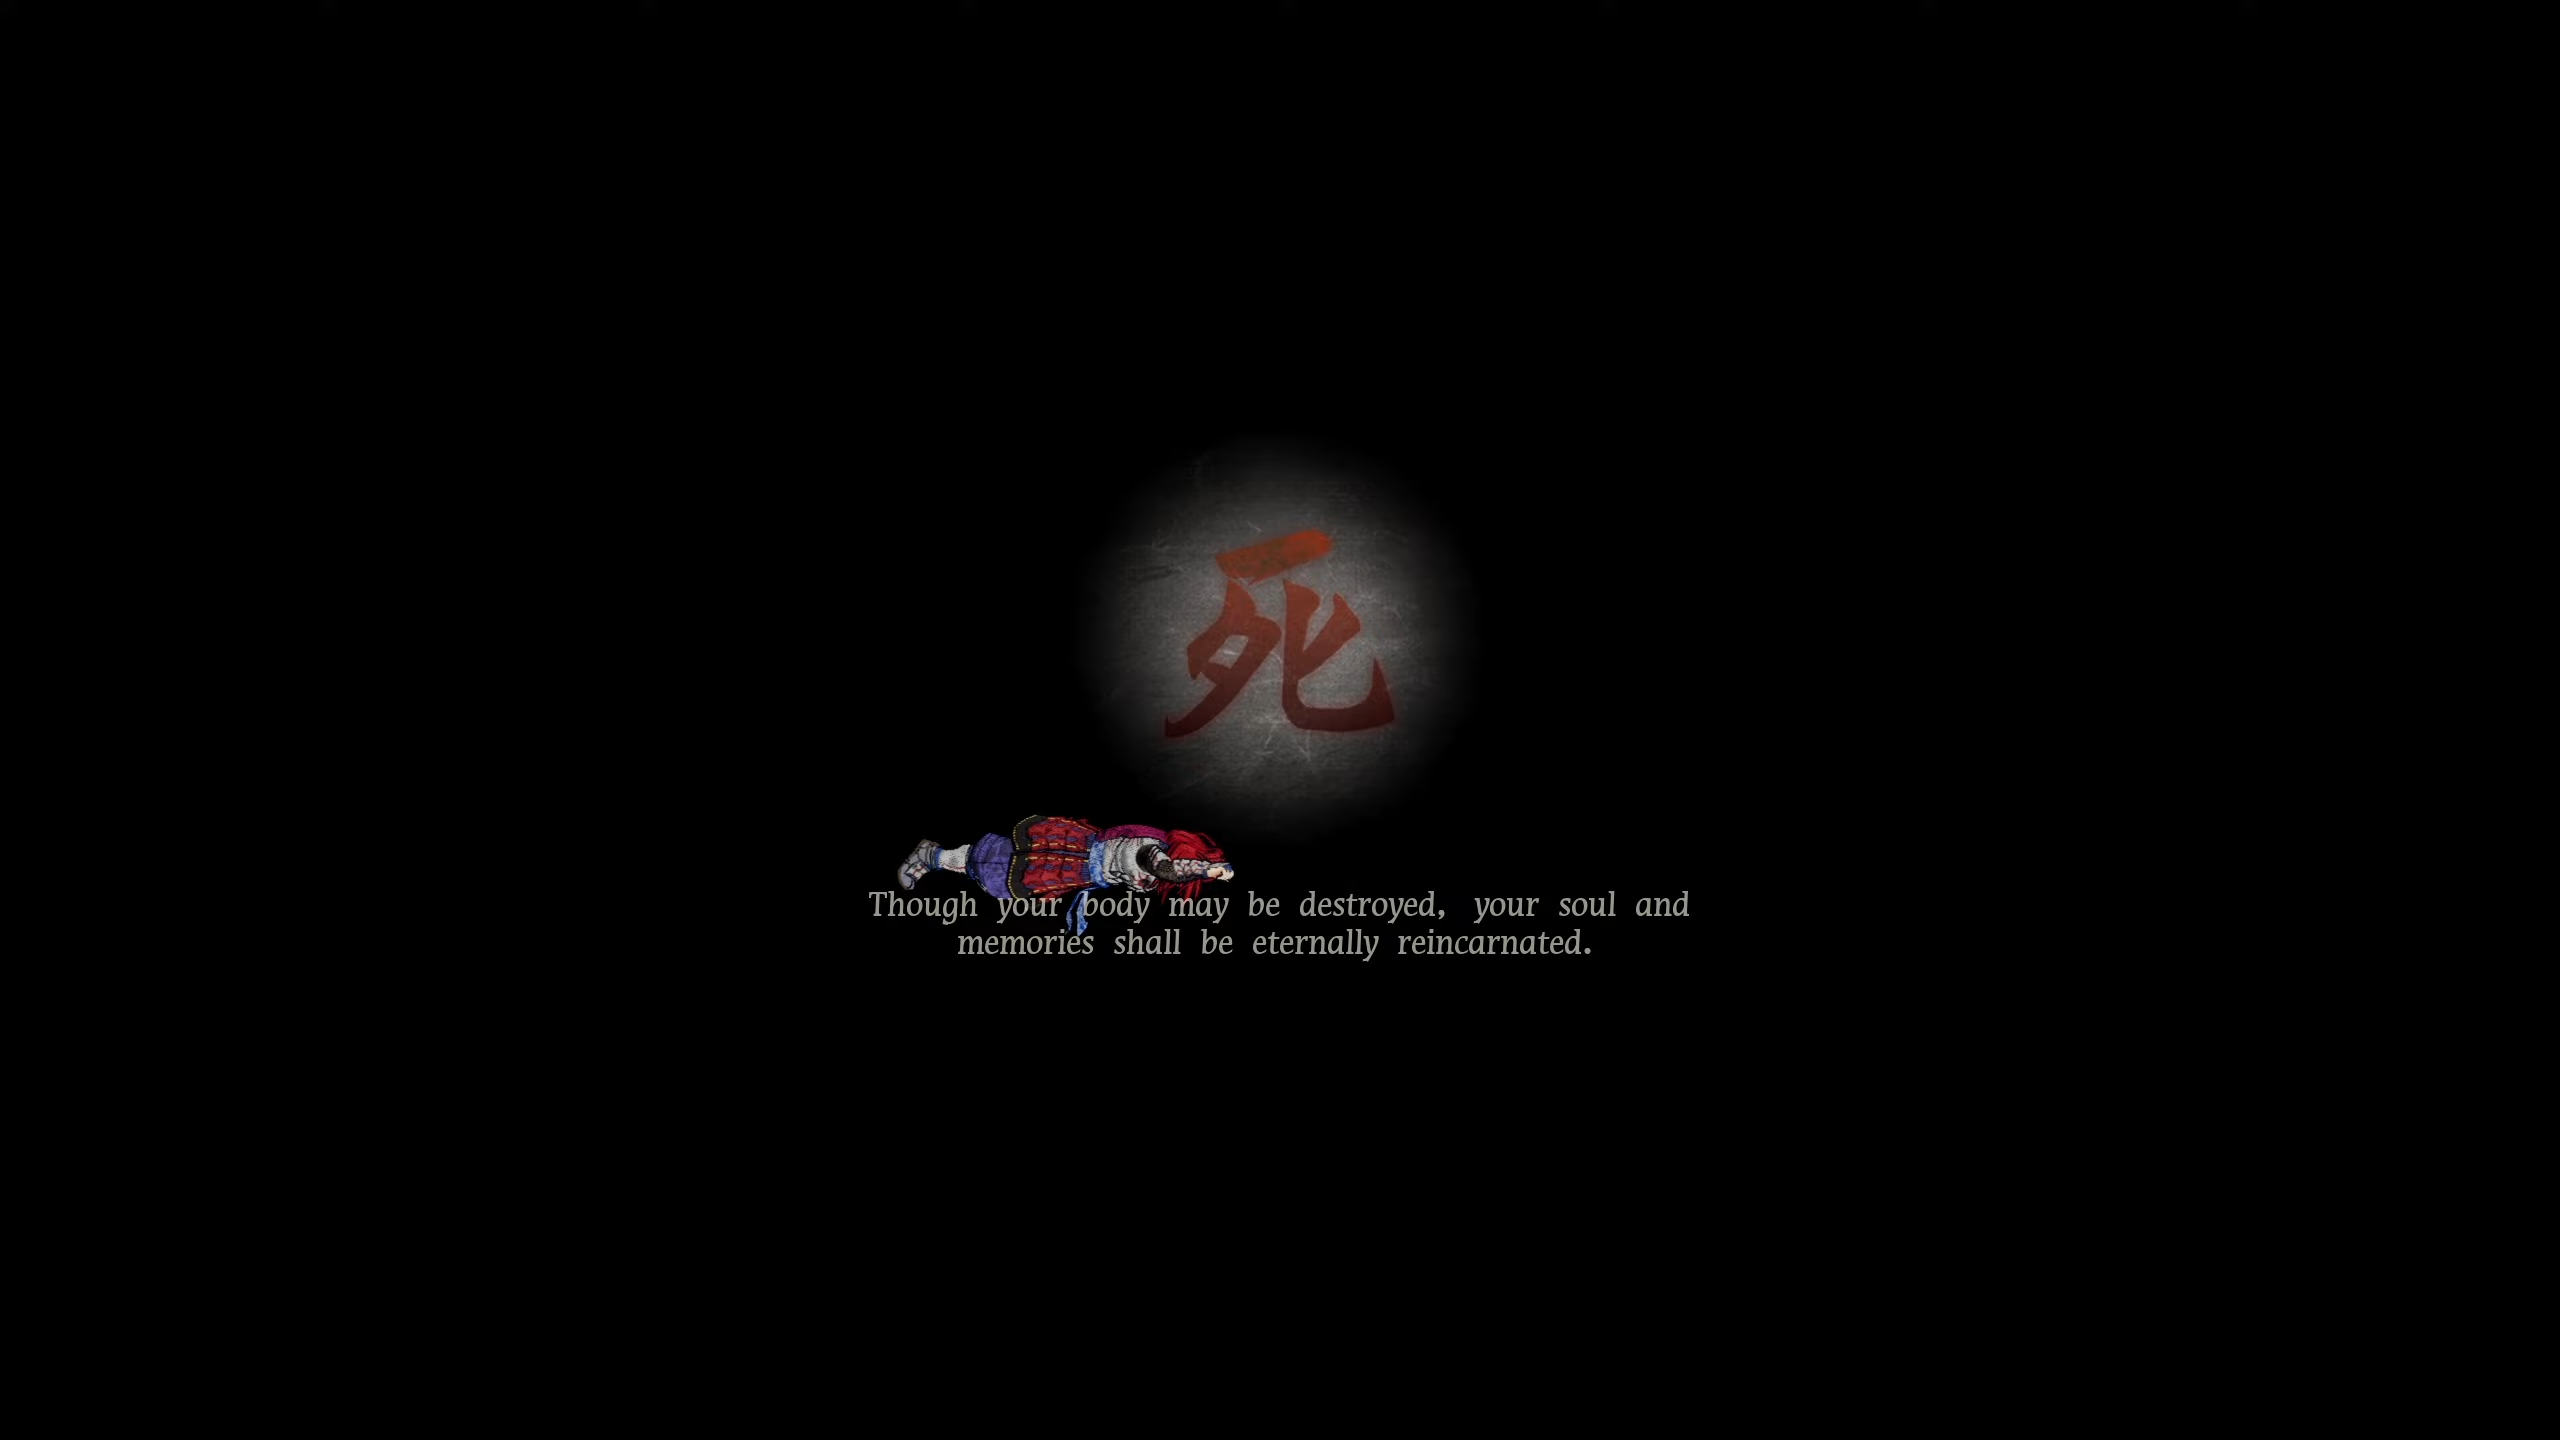 死
Though your body may be destroyed, your soul and
memories shall be eternally reincarnated.